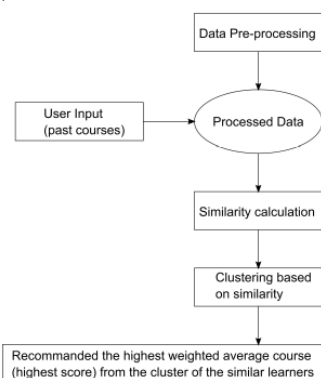 Data Pre-processing
User Input
(past courses)
Processed Data
Similarity calculation
Clustering based
on similarity
Recommanded the highest weighted average course
(highest score) from the cluster of the similar learners